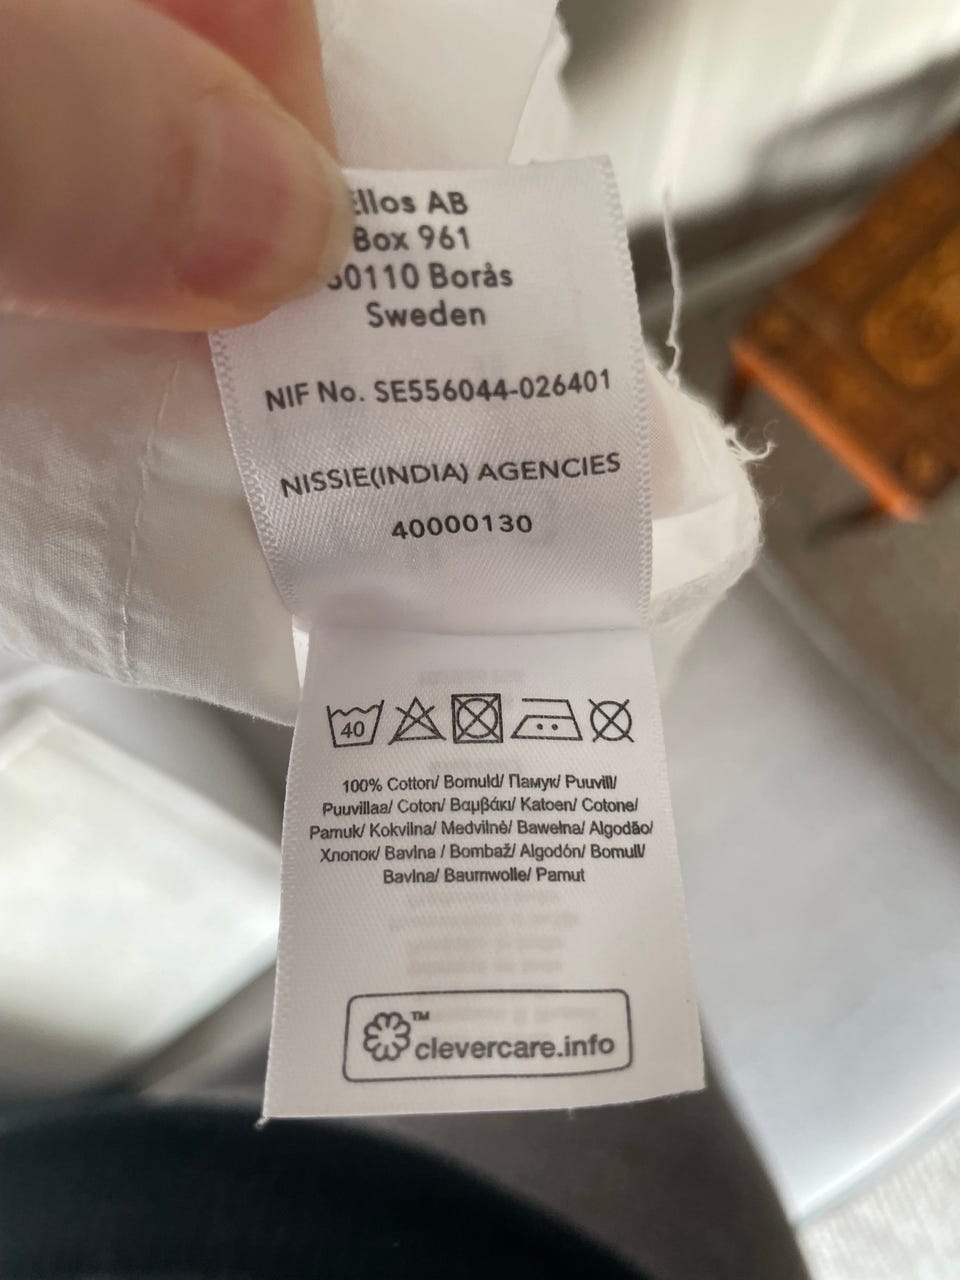 Ellos AB
Box 961
50110 Borås
Sweden
NIF No. SE556044-026401
NISSIE(INDIA) AGENCIES
40000130
40
100% Cotton/ Bomuld/ Памук/ Puuvill/
Puuvillaa/ Coton/ Βαμβάκι/ Katoen/ Cotone/
Pamuk/ Kokvilna/ Medvilnė/ Bawełna/ Algodão/
Хлопок/ Bavlna / Bombaž/ Algodón/ Bomull/
Bavlna/ Baumwolle/ Pamut
™
clevercare.info